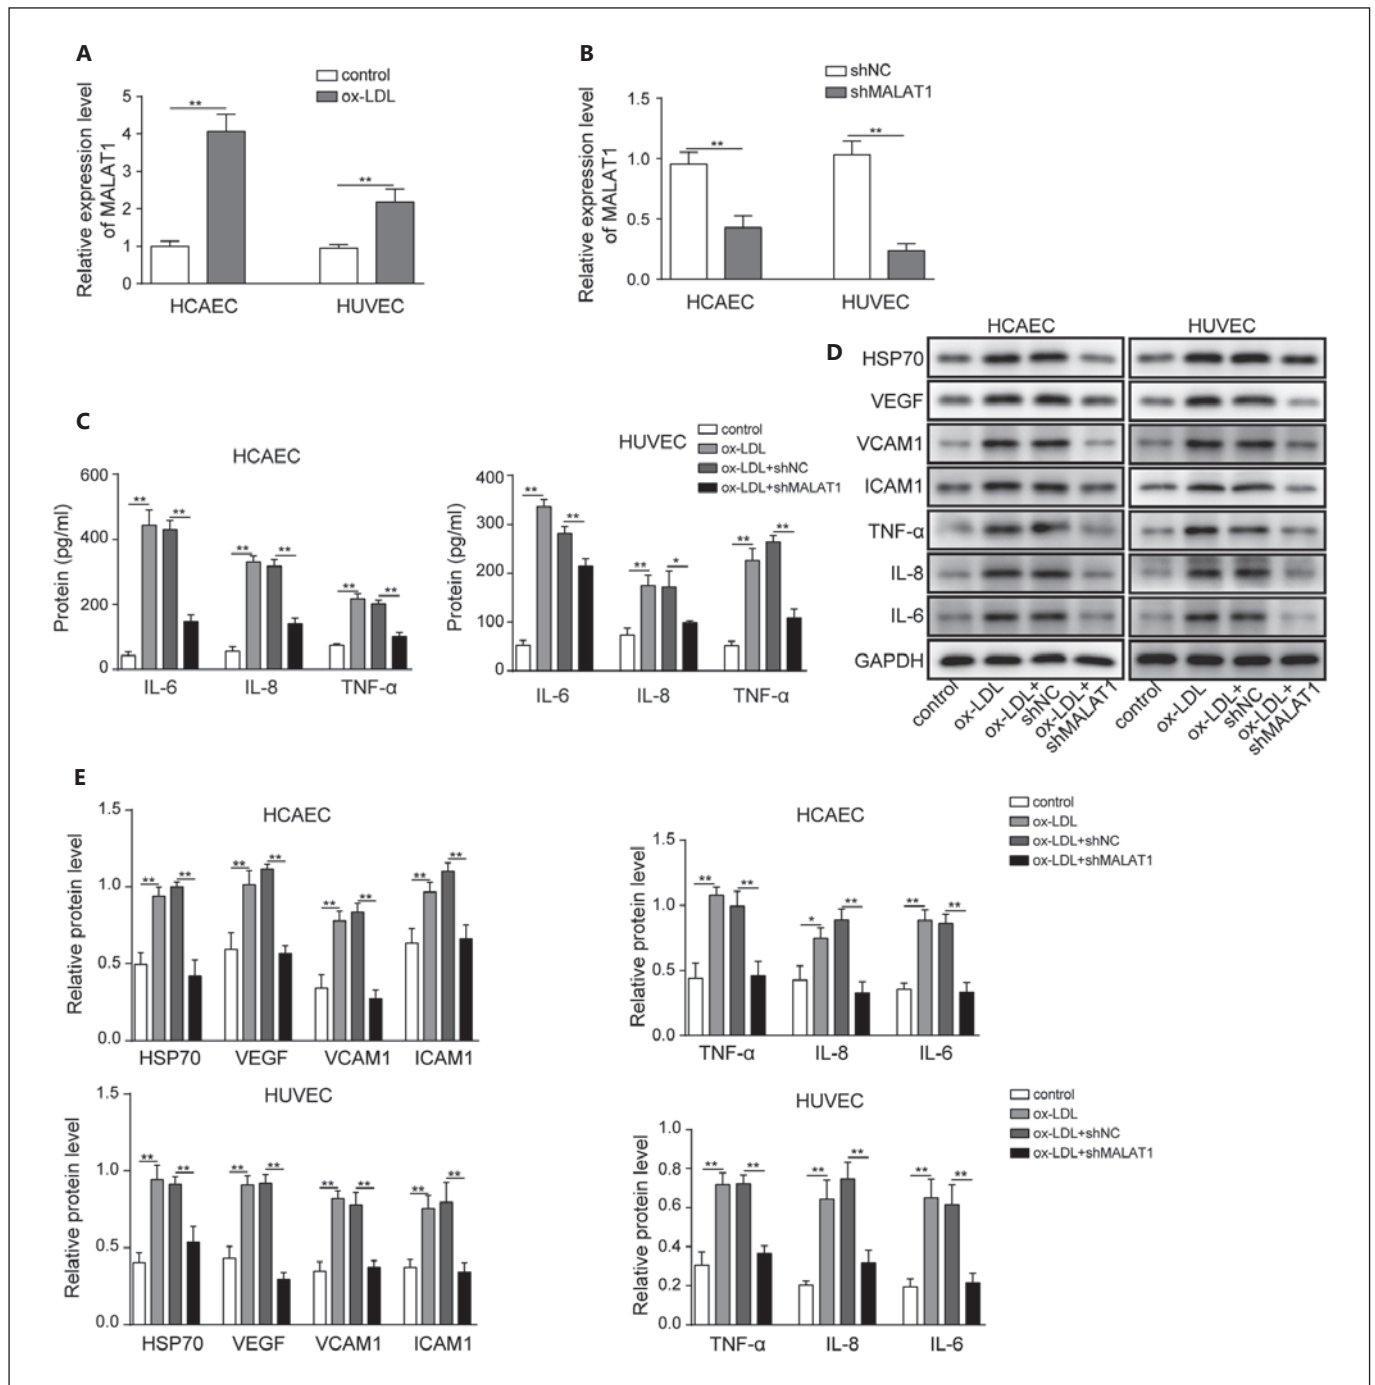 A
control
ox-LDL
Relative expression level
of MALAT1
5
4
3
2
1
0
**
**
HCAEC
HUVEC
B
shNC
shMALAT1
Relative expression level
of MALAT1
1.5
1.0
0.5
0.0
**
**
HCAEC
HUVEC
C
HCAEC
Protein (pg/ml)
600
400
200
0
**
**
**
**
**
**
IL-6
IL-8
TNF-α
HUVEC
control
ox-LDL
ox-LDL+shNC
ox-LDL+shMALAT1
Protein (pg/ml)
400
300
200
100
0
**
**
**
*
**
**
IL-6
IL-8
TNF-α
D
HCAEC
HUVEC
HSP70
VEGF
VCAM1
ICAM1
TNF-α
IL-8
IL-6
GAPDH
control
ox-LDL
ox-LDL+
shNC
ox-LDL+
shMALAT1
control
ox-LDL
ox-LDL+
shNC
ox-LDL+
shMALAT1
E
HCAEC
Relative protein level
1.5
1.0
0.5
0.0
**
**
**
**
**
**
**
**
HSP70
VEGF
VCAM1
ICAM1
HCAEC
control
ox-LDL
ox-LDL+shNC
ox-LDL+shMALAT1
Relative protein level
1.5
1.0
0.5
0.0
**
**
*
**
**
**
TNF-α
IL-8
IL-6
HUVEC
Relative protein level
1.5
1.0
0.5
0.0
**
**
**
**
**
**
**
**
HSP70
VEGF
VCAM1
ICAM1
HUVEC
control
ox-LDL
ox-LDL+shNC
ox-LDL+shMALAT1
Relative protein level
1.0
0.8
0.6
0.4
0.2
0.0
**
**
**
**
**
**
TNF-α
IL-8
IL-6